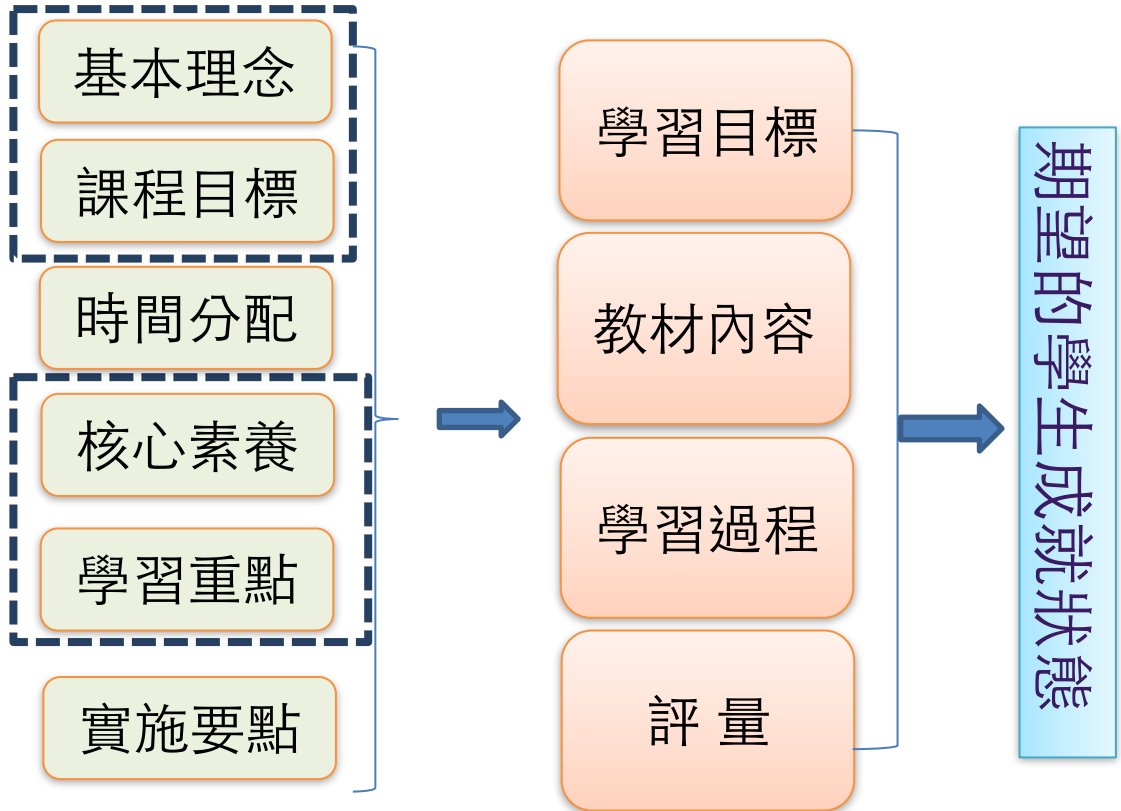 基本理念
課程目標
時間分配
核心素養
學習重點
實施要點
學習目標
教材內容
學習過程
評 量
期望的學生成就狀態